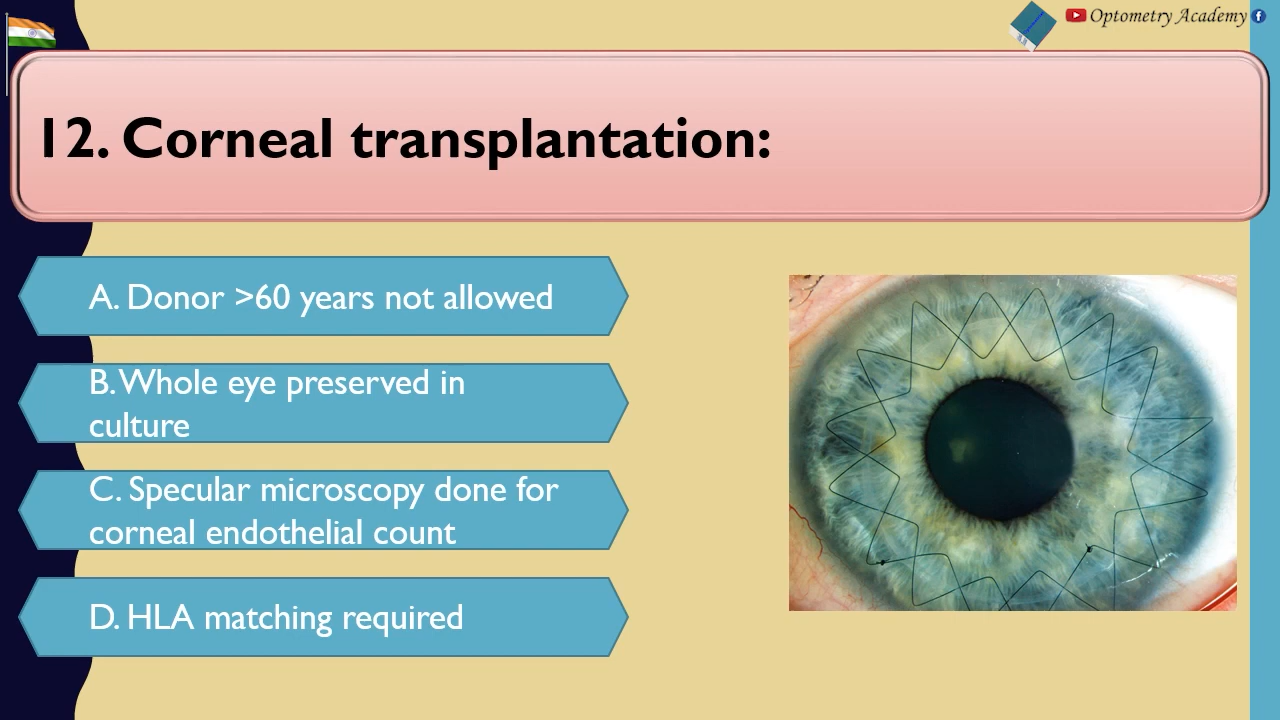 Optometry Academy
12. Corneal transplantation:
A. Donor >60 years not allowed
B. Whole eye preserved in
culture
C. Specular microscopy done for
corneal endothelial count
D. HLA matching required